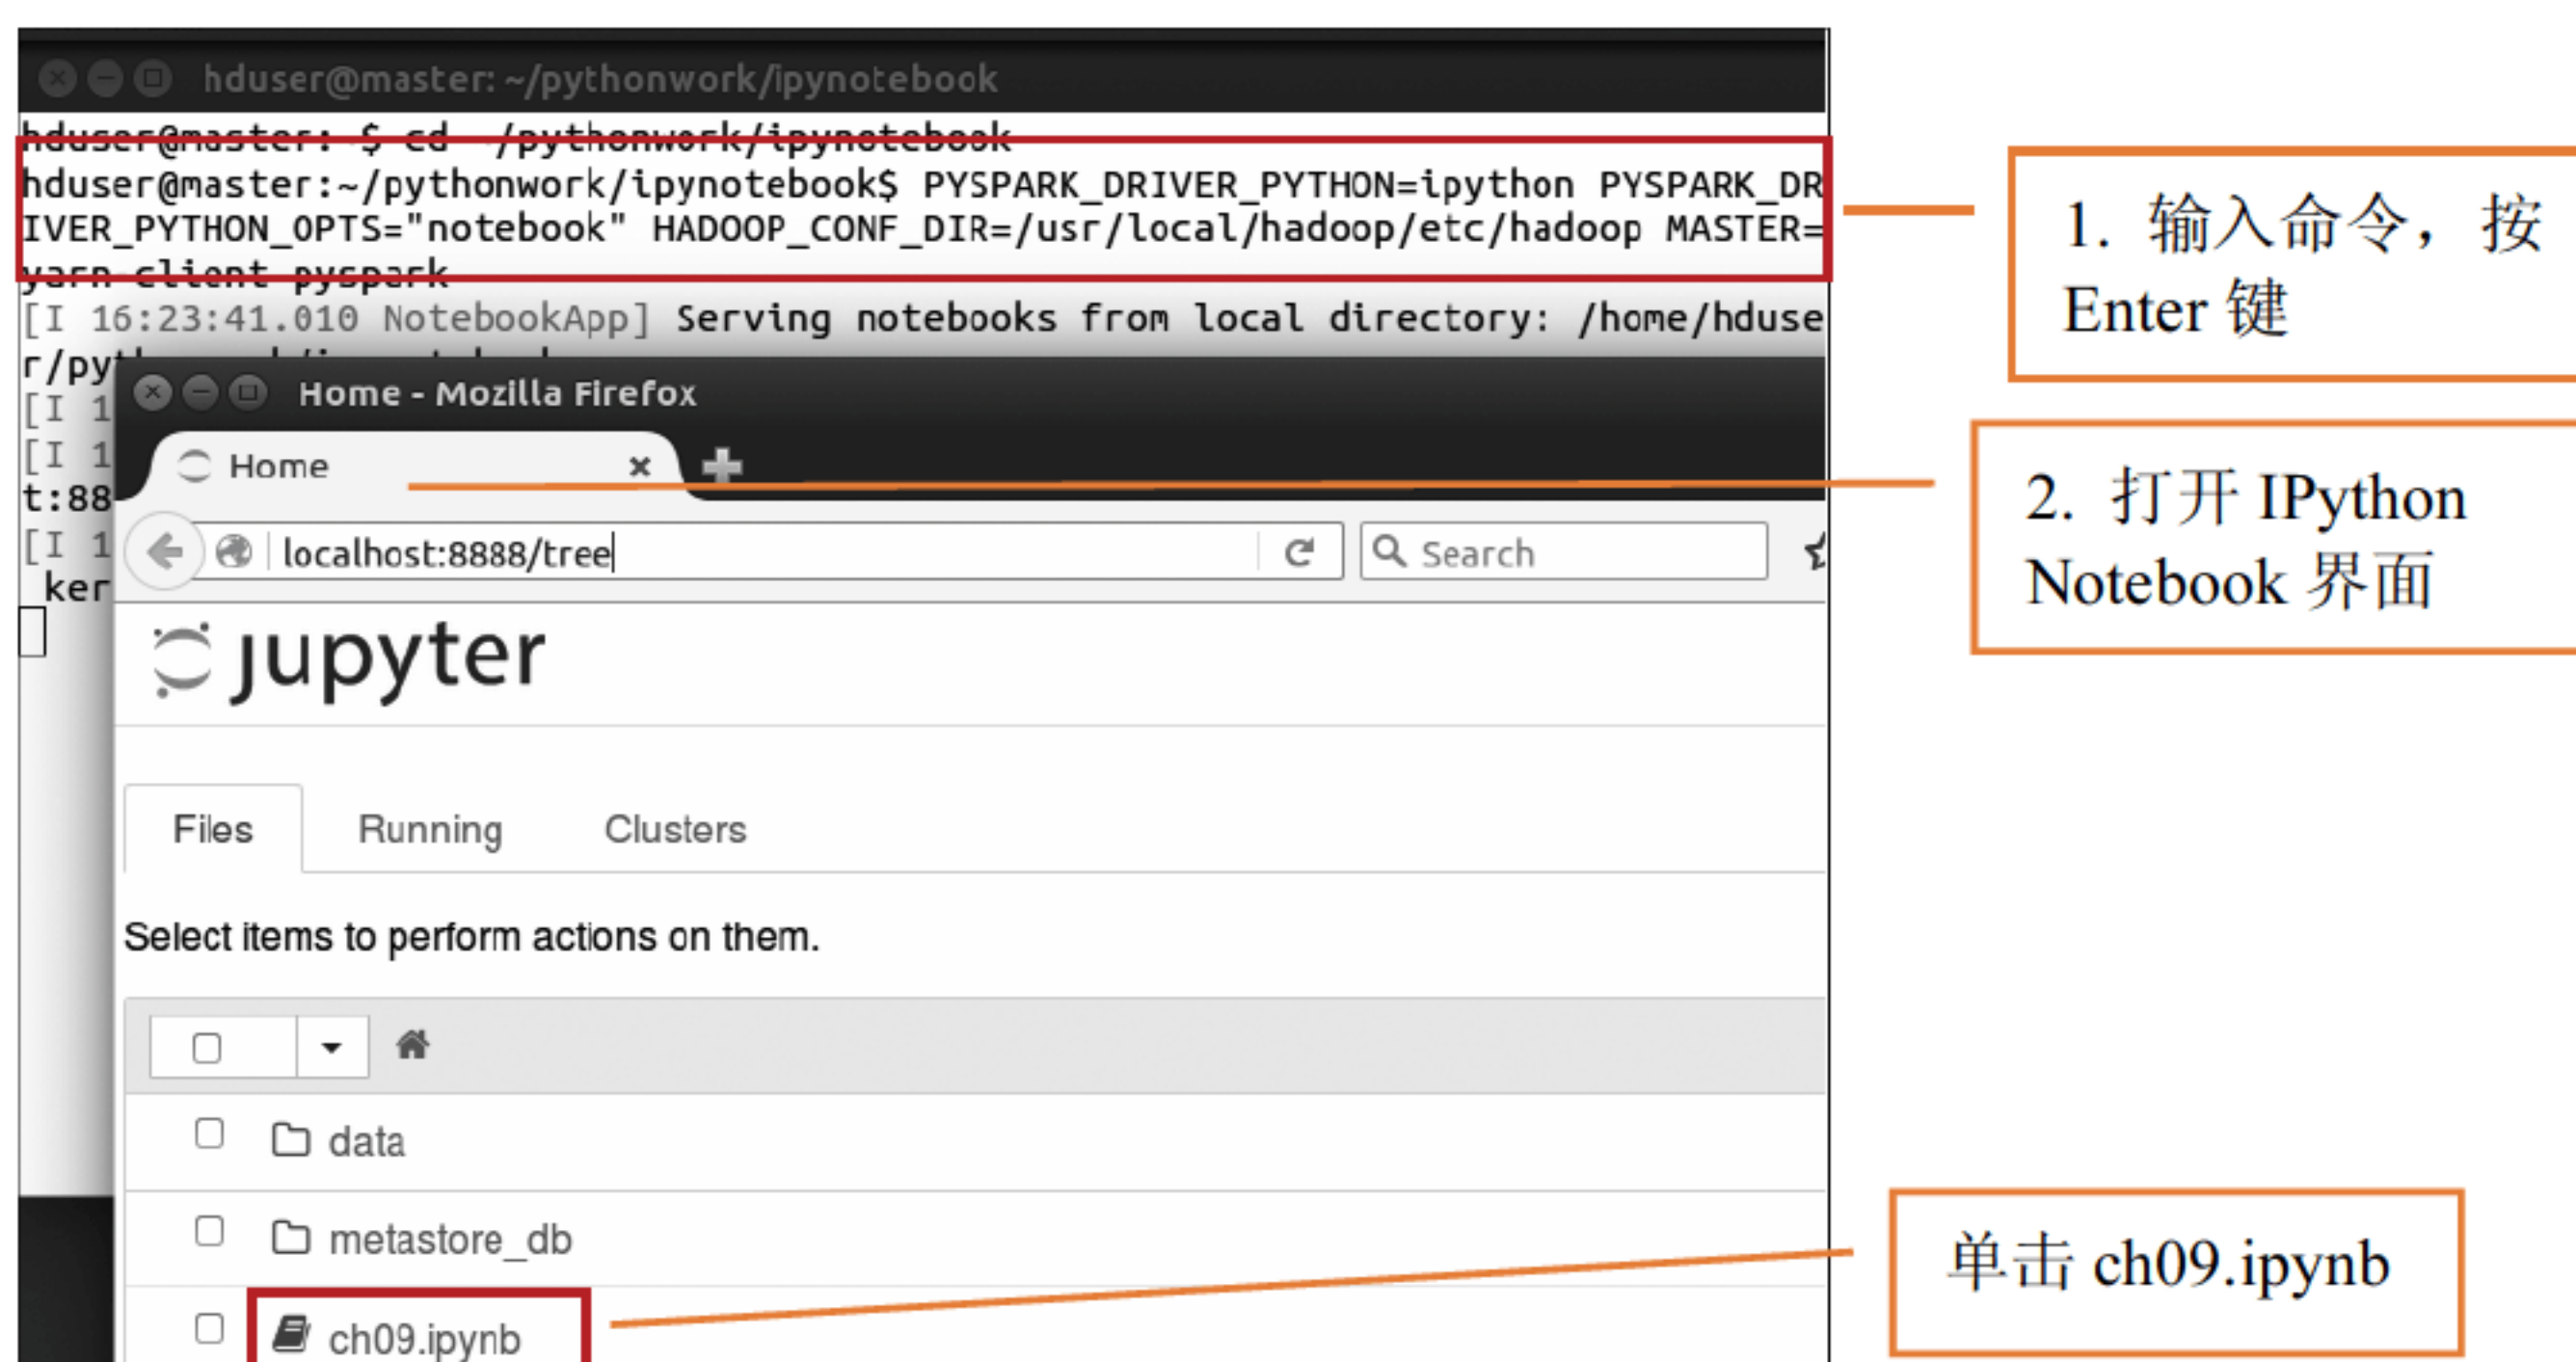 hduser@master: ~/pythonwork/ipynotebook
hduser@master:~$ cd ~/pythonwork/ipynotebook
hduser@master:~/pythonwork/ipynotebook$ PYSPARK_DRIVER_PYTHON=ipython PYSPARK_DR
IVER_PYTHON_OPTS="notebook" HADOOP_CONF_DIR=/usr/local/hadoop/etc/hadoop MASTER=
yarn-client pyspark
[I 16:23:41.010 NotebookApp] Serving notebooks from local directory: /home/hduse
r/py
[I 1
[I 1
t:88
[I 1
ker
Home - Mozilla Firefox
Home
localhost:8888/tree
Search
jupyter
Files Running Clusters
Select items to perform actions on them.
data
metastore_db
ch09.ipynb
1. 输入命令，按
Enter 键
2. 打开 IPython
Notebook 界面
单击 ch09.ipynb